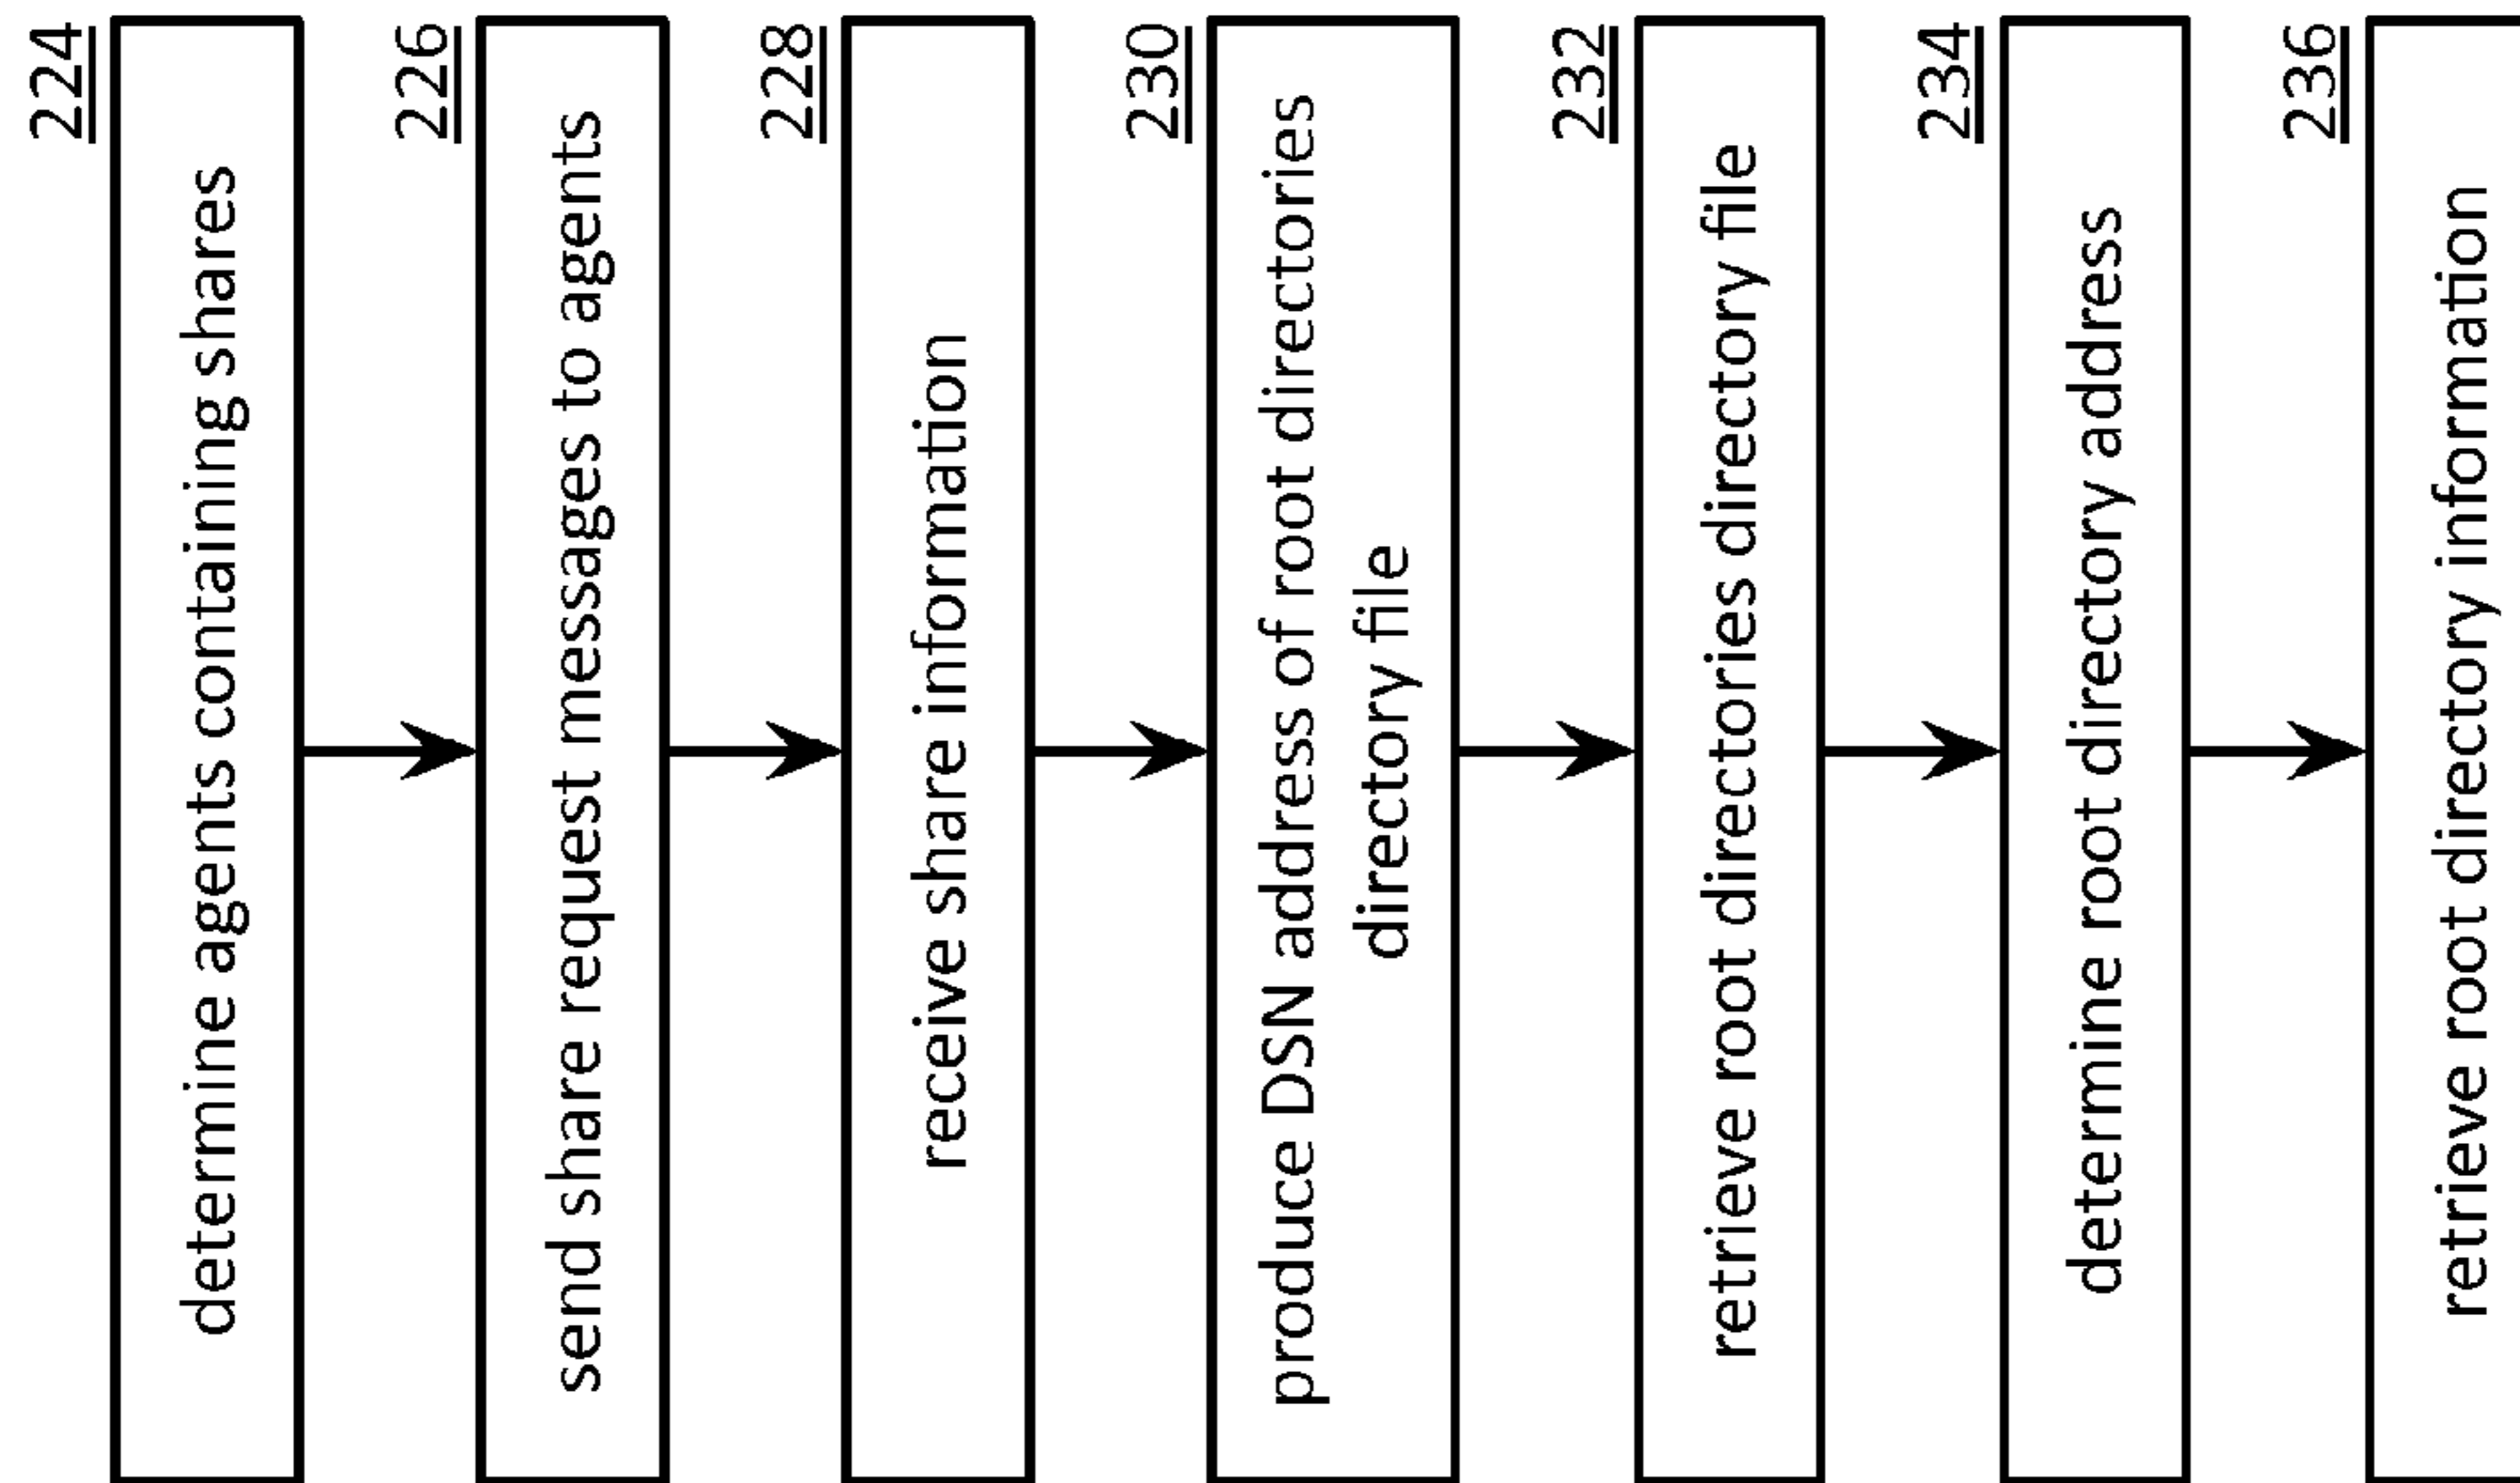 224
determine agents containing shares
226
send share request messages to agents
228
receive share information
230
produce DSN address of root directories
directory file
232
retrieve root directories directory file
234
determine root directory address
236
retrieve root directory information